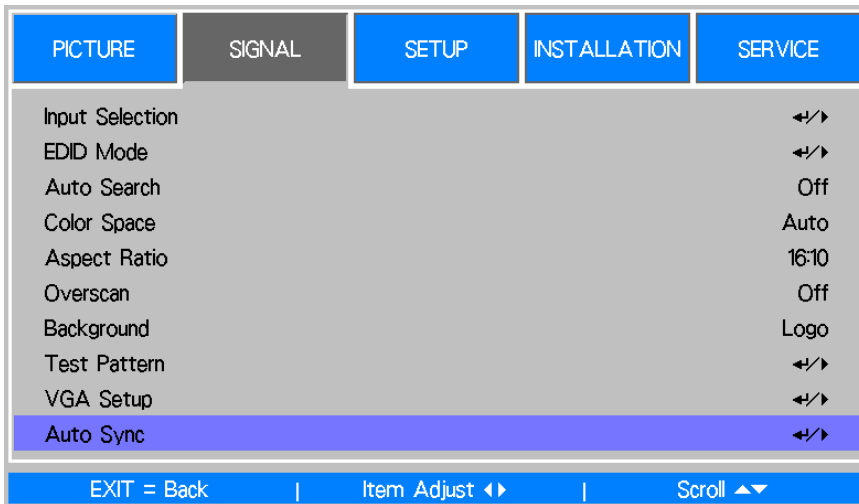 PICTURE SIGNAL SETUP INSTALLATION SERVICE
Input Selection ↵/▶
EDID Mode ↵/▶
Auto Search Off
Color Space Auto
Aspect Ratio 16:10
Overscan Off
Background Logo
Test Pattern ↵/▶
VGA Setup ↵/▶
Auto Sync ↵/▶
EXIT = Back | Item Adjust ◀▶ | Scroll ▲▼